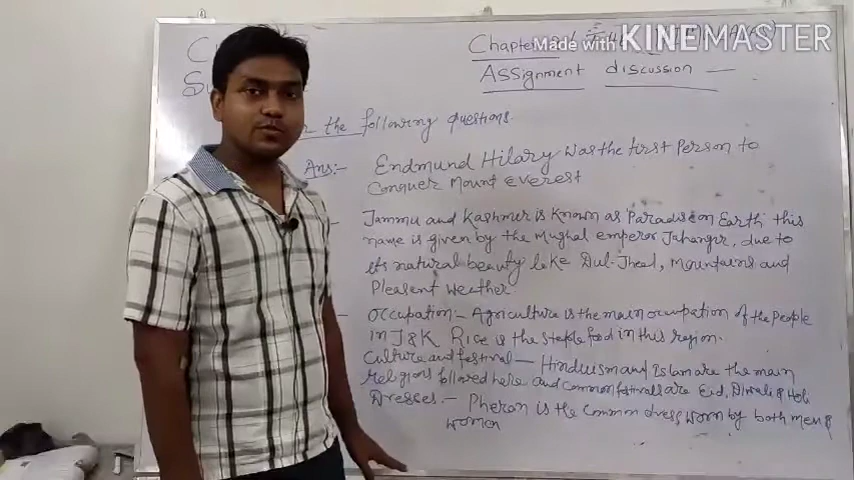 Chapter
Made with KINEMASTER
Assignment discussion
the following questions
Ans:- Endmund Hilary was the first Person to
Conquer Mount Everest
Jammu and Kashmer is known as Paradise on Earth this
name is given by the Mughal emperor Jahangir, due to
its natural beauty like Dul-Jheel, Mountains and
Pleasent weether
Occupation - Agriculture is the main occupation of the People
in J&K Rice is the staple food in this region.
Culture and festival - Hinduism and Islam are the main
religions followed here and Common festivals are Eid, Diwali & Holi
Dresses. - Pheran is the common dress worn by both men &
women